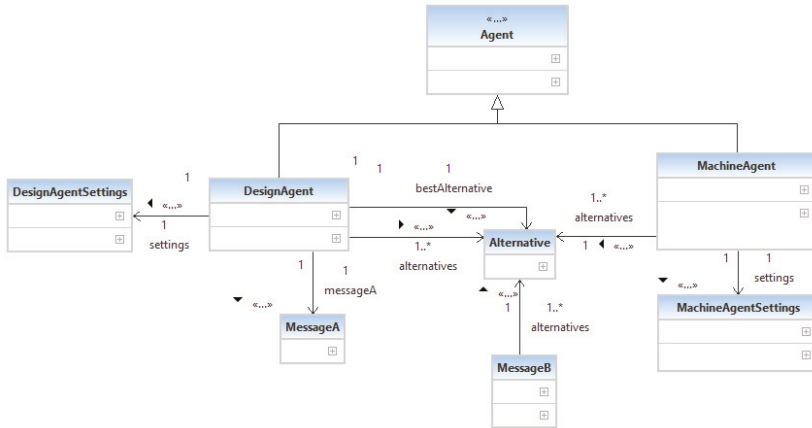 «...»
Agent
1
1
1
1
DesignAgentSettings
DesignAgent
bestAlternative
MachineAgent
«...»
«...»
1..*
alternatives
1
settings
«...»
1..*
alternatives
Alternative
1
«...»
1
1
messageA
«...»
«...»
1
1..*
alternatives
1
1
settings
«...»
MessageA
MachineAgentSettings
MessageB